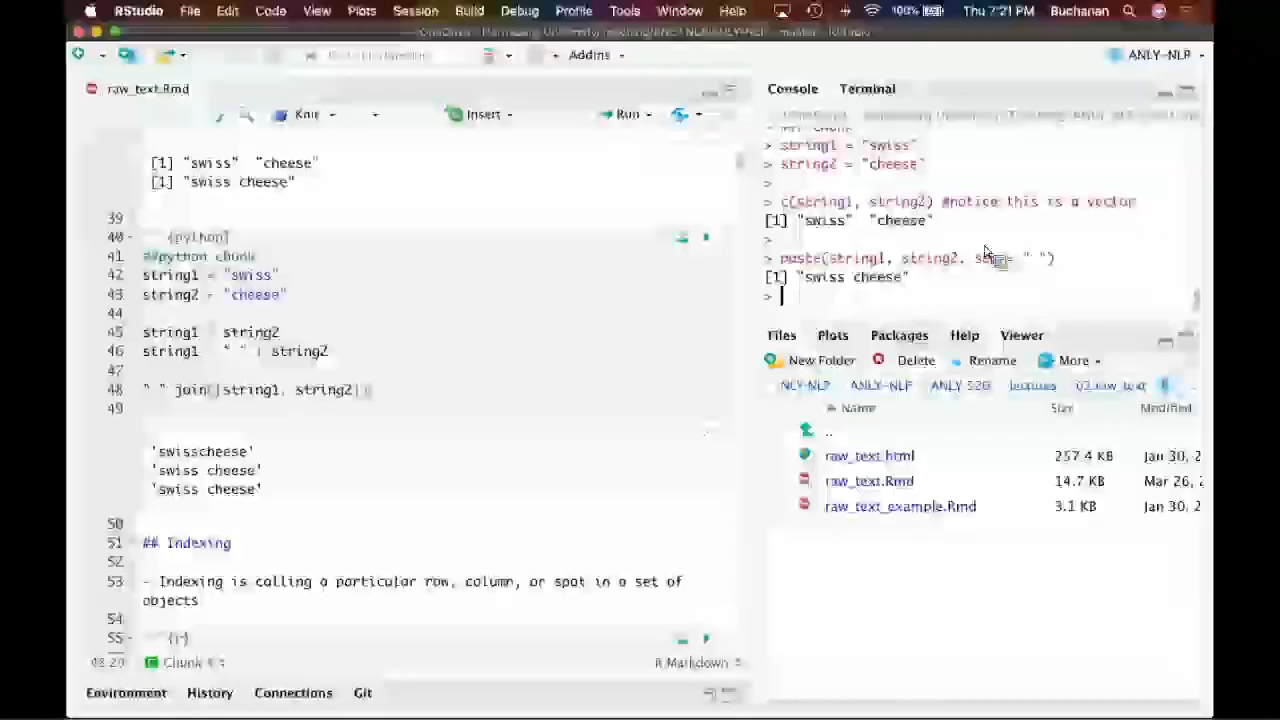 RStudio File Edit Code View Plots Session Build Debug Profile Tools Window Help 100% Thu 7:21 PM Buchanan
Addins ANLY-NLP
raw_text.Rmd
Knit Insert Run
[1] "swiss" "cheese"
[1] "swiss cheese"
39
40 {python}
41 ##python chunk
42 string1 = "swiss"
43 string2 = "cheese"
44
45 string1 string2
46 string1 " " + string2
47
48 " " join([string1, string2])
49
'swisscheese'
'swiss cheese'
'swiss cheese'
50
51 ## Indexing
52
53 - Indexing is calling a particular row, column, or spot in a set of
objects
54
55 {r}
48:20 Chunk R Markdown
Environment History Connections Git
Console Terminal
> string1 = "swiss"
> string2 = "cheese"
>
> c(string1, string2) #notice this is a vector
[1] "swiss" "cheese"
>
> paste(string1, string2, = " ")
[1] "swiss cheese"
>
Files Plots Packages Help Viewer
New Folder Delete Rename More
NLY-NLP ANLY-NLP ANLY 520 lectures raw_text
Name Size Modified
..
raw_text.html 257.4 KB Jan 30, 2
raw_text.Rmd 14.7 KB Mar 26, 2
raw_text_example.Rmd 3.1 KB Jan 30, 2